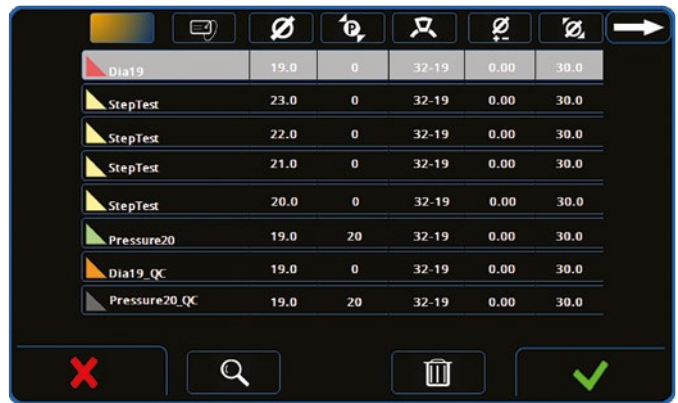 P
Dia19 19.0 0 32-19 0.00 30.0
StepTest 23.0 0 32-19 0.00 30.0
StepTest 22.0 0 32-19 0.00 30.0
StepTest 21.0 0 32-19 0.00 30.0
StepTest 20.0 0 32-19 0.00 30.0
Pressure20 19.0 20 32-19 0.00 30.0
Dia19_QC 19.0 0 32-19 0.00 30.0
Pressure20_QC 19.0 20 32-19 0.00 30.0